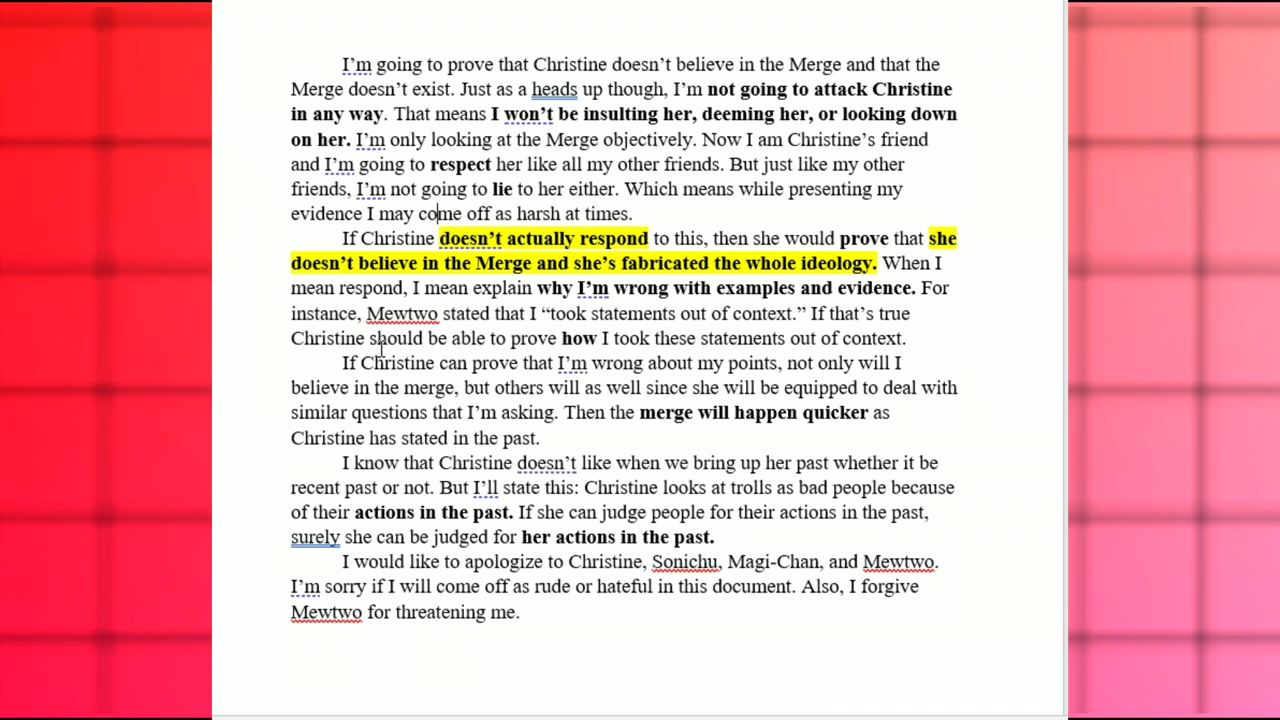 I’m going to prove that Christine doesn’t believe in the Merge and that the
Merge doesn’t exist. Just as a heads up though, I’m not going to attack Christine
in any way. That means I won’t be insulting her, deeming her, or looking down
on her. I’m only looking at the Merge objectively. Now I am Christine’s friend
and I’m going to respect her like all my other friends. But just like my other
friends, I’m not going to lie to her either. Which means while presenting my
evidence I may come off as harsh at times.
If Christine doesn’t actually respond to this, then she would prove that she
doesn’t believe in the Merge and she’s fabricated the whole ideology. When I
mean respond, I mean explain why I’m wrong with examples and evidence. For
instance, Mewtwo stated that I “took statements out of context.” If that’s true
Christine should be able to prove how I took these statements out of context.
If Christine can prove that I’m wrong about my points, not only will I
believe in the merge, but others will as well since she will be equipped to deal with
similar questions that I’m asking. Then the merge will happen quicker as
Christine has stated in the past.
I know that Christine doesn’t like when we bring up her past whether it be
recent past or not. But I’ll state this: Christine looks at trolls as bad people because
of their actions in the past. If she can judge people for their actions in the past,
surely she can be judged for her actions in the past.
I would like to apologize to Christine, Sonichu, Magi-Chan, and Mewtwo.
I’m sorry if I will come off as rude or hateful in this document. Also, I forgive
Mewtwo for threatening me.